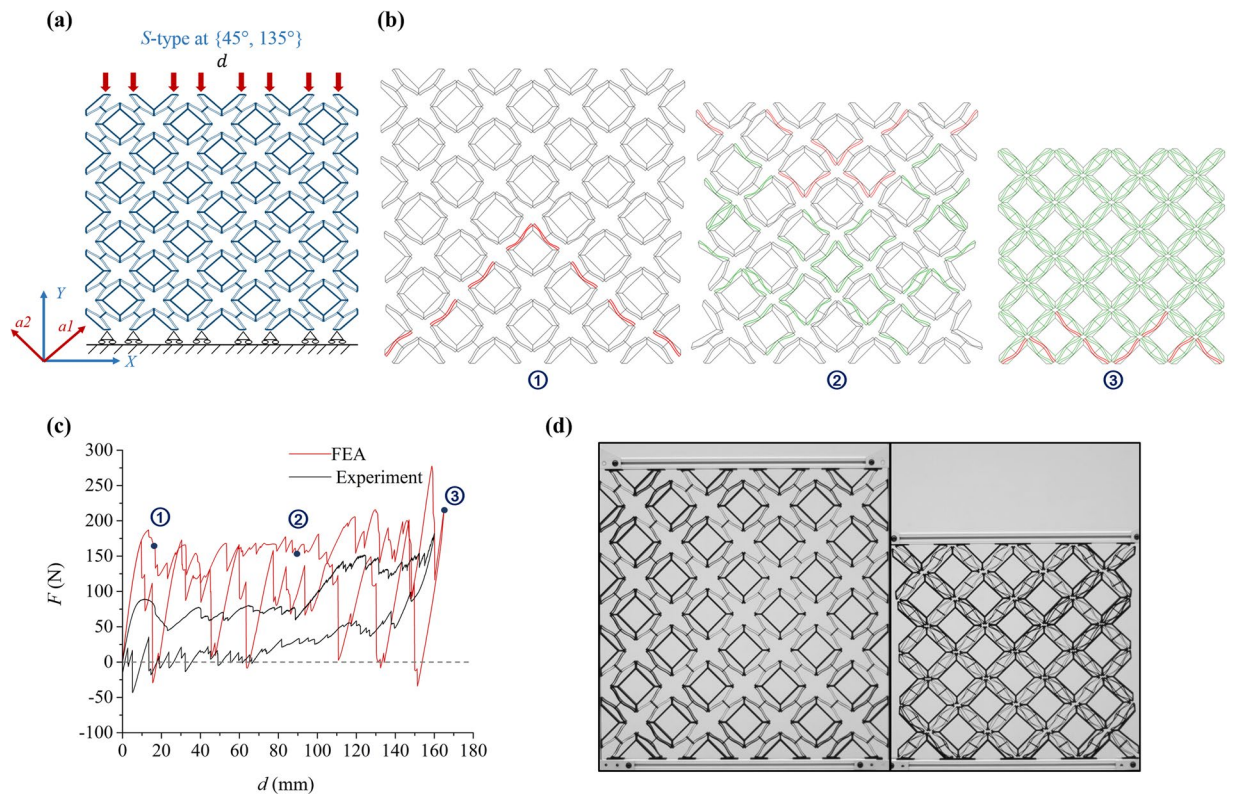 (a)
(b)
S-type at {45°, 135°}
d
Y
a2
a1
X
①
②
③
(c)
(d)
300
250
200
150
100
50
0
-50
-100
F (N)
FEA
Experiment
①
②
③
0
20
40
60
80
100
120
140
160
180
d (mm)